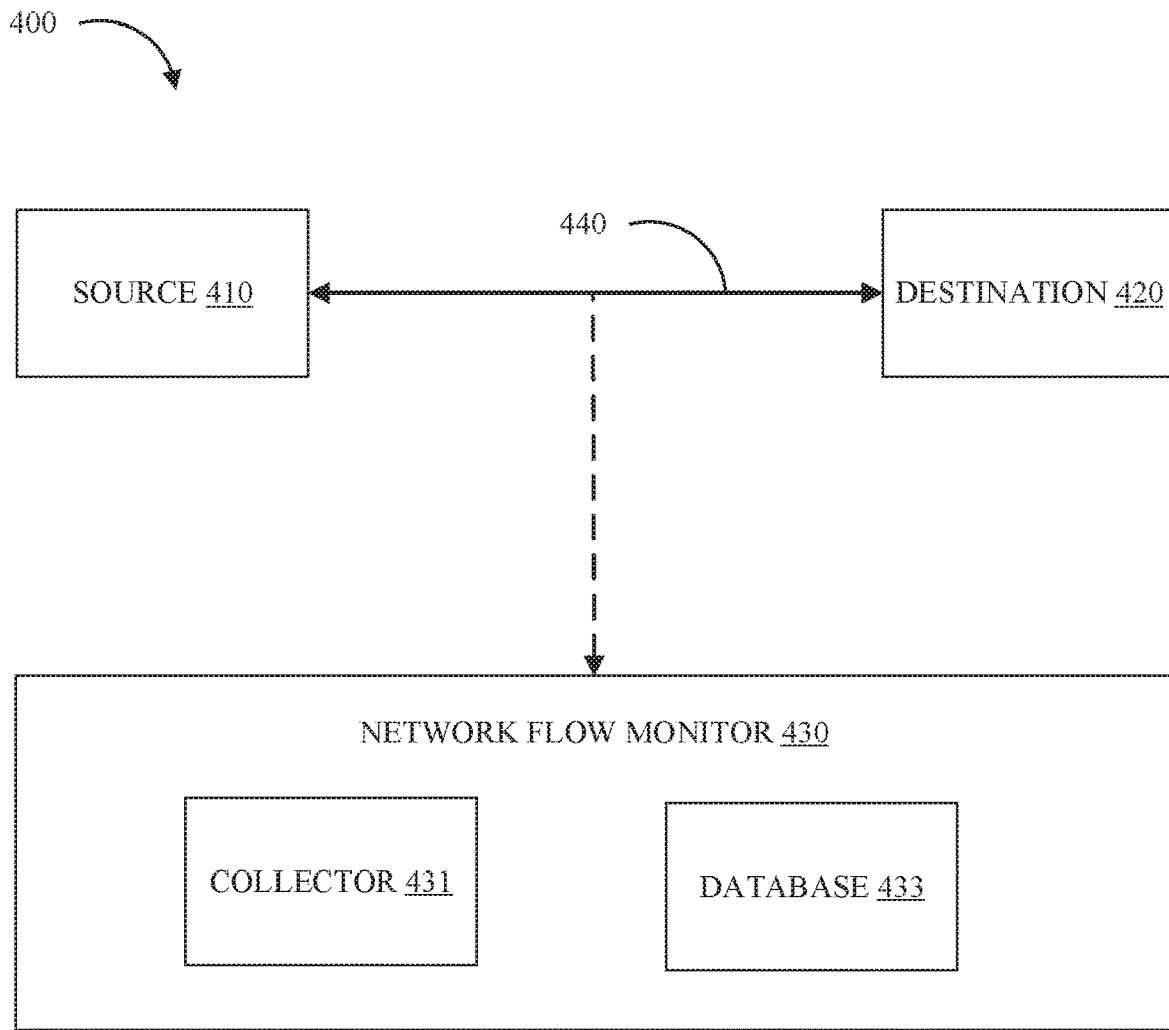 400
440
SOURCE 410
DESTINATION 420
NETWORK FLOW MONITOR 430
COLLECTOR 431
DATABASE 433